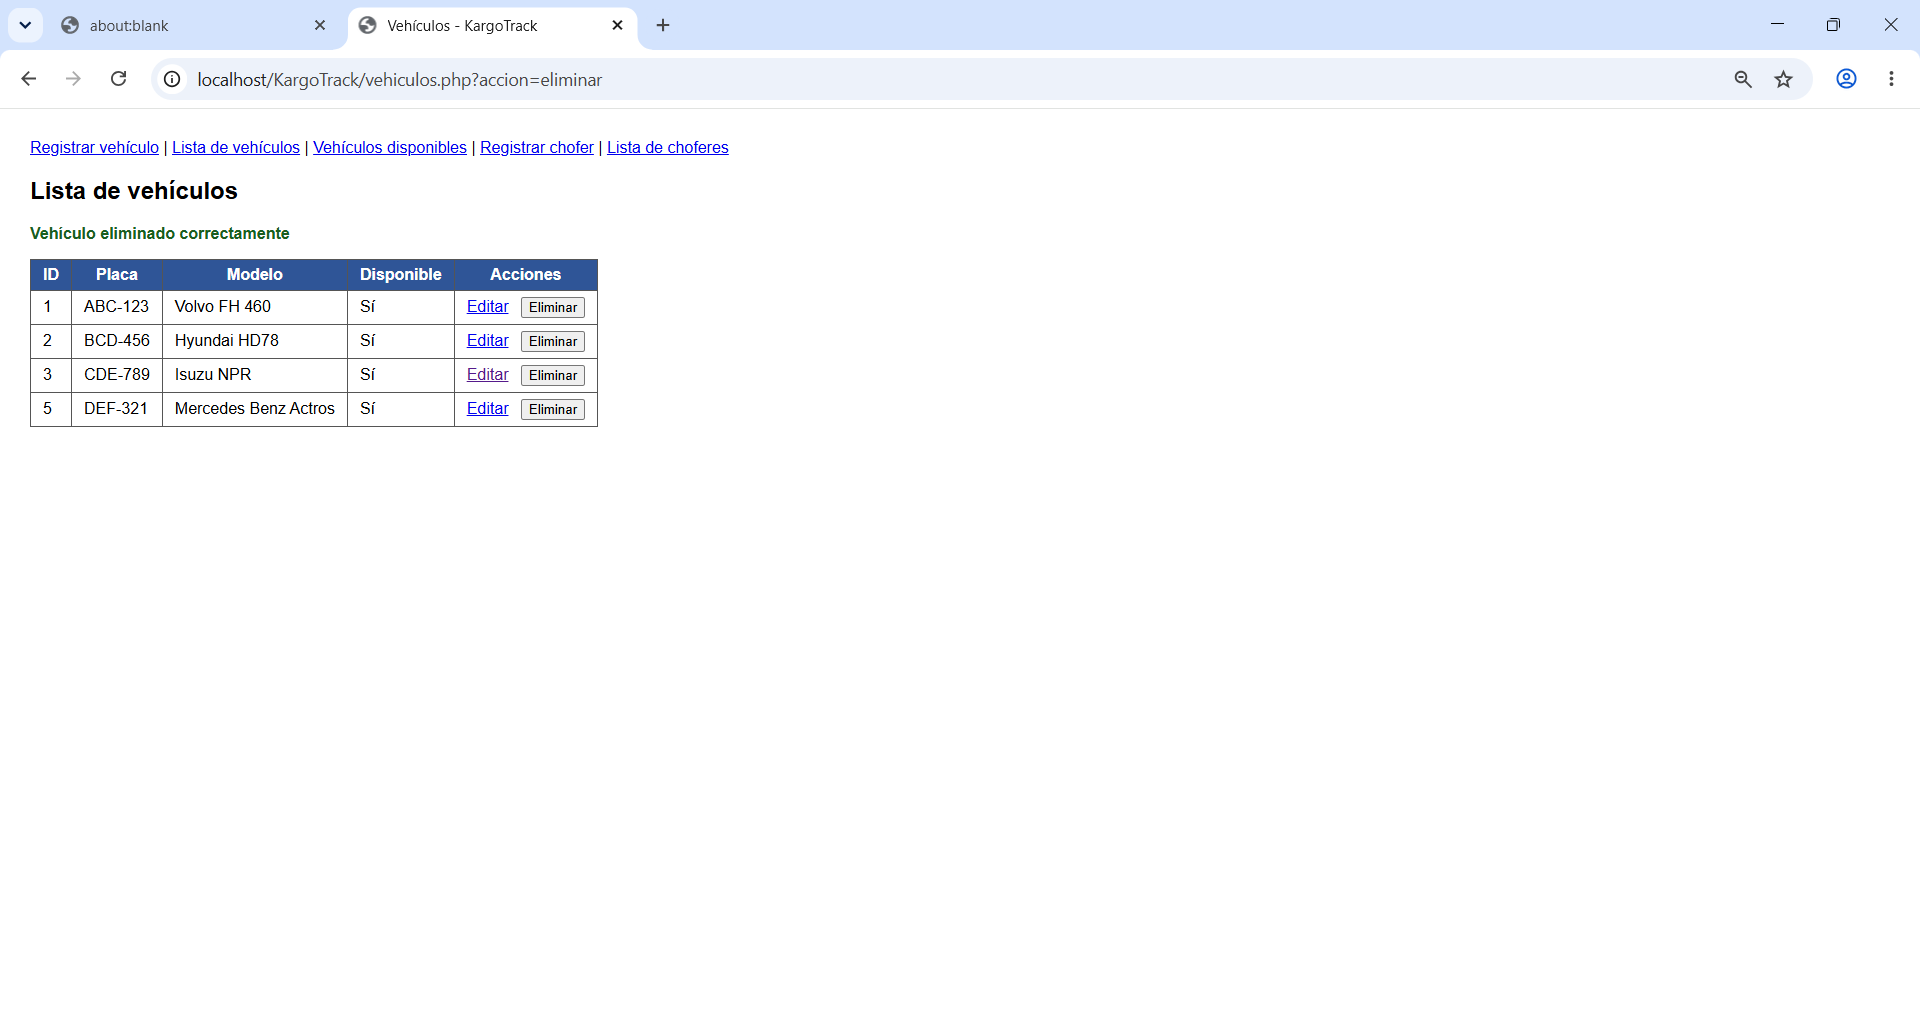 about:blank
Vehículos - KargoTrack
localhost/KargoTrack/vehiculos.php?accion=eliminar
Registrar vehículo | Lista de vehículos | Vehículos disponibles | Registrar chofer | Lista de choferes
Lista de vehículos
Vehículo eliminado correctamente
ID Placa Modelo Disponible Acciones
1 ABC-123 Volvo FH 460 Sí Editar Eliminar
2 BCD-456 Hyundai HD78 Sí Editar Eliminar
3 CDE-789 Isuzu NPR Sí Editar Eliminar
5 DEF-321 Mercedes Benz Actros Sí Editar Eliminar